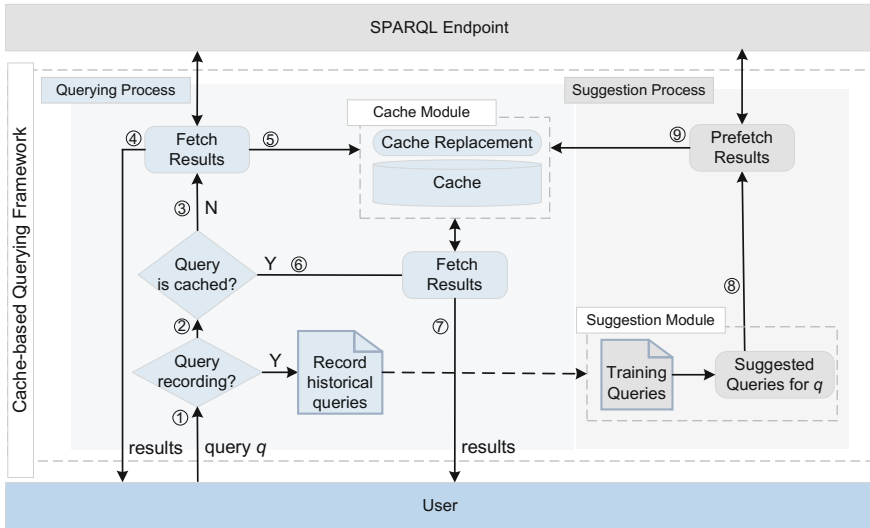 SPARQL Endpoint
Cache-based Querying Framework
Querying Process
Suggestion Process
Cache Module
④
Fetch
Results
⑤
Cache Replacement
Cache
⑨
Prefetch
Results
③
N
Query
is cached?
Y
⑥
Fetch
Results
②
⑦
⑧
Query
recording?
Y
Record
historical
queries
Suggestion Module
Training
Queries
Suggested
Queries for q
①
results
query q
results
User